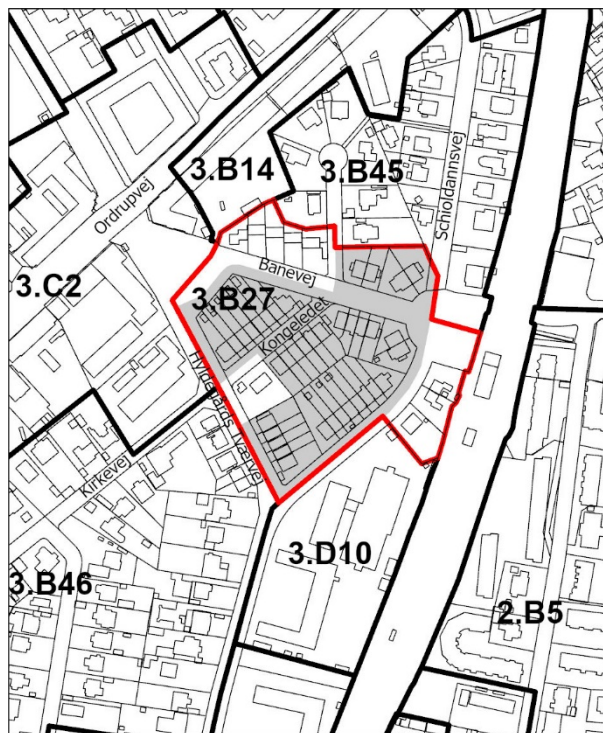 3.B14
3.B45
Schioldannsvej
Ordrupvej
3.C2
Banevej
3.B27
Kongeledet
Hyldegårds Tværvej
Kirkevej
3.D10
3.B46
2.B5